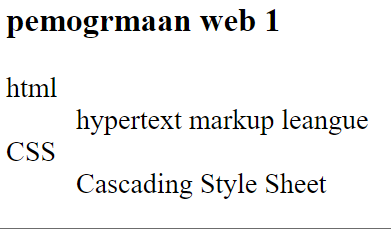 pemogrmaan web 1
html
hypertext markup leangue
CSS
Cascading Style Sheet